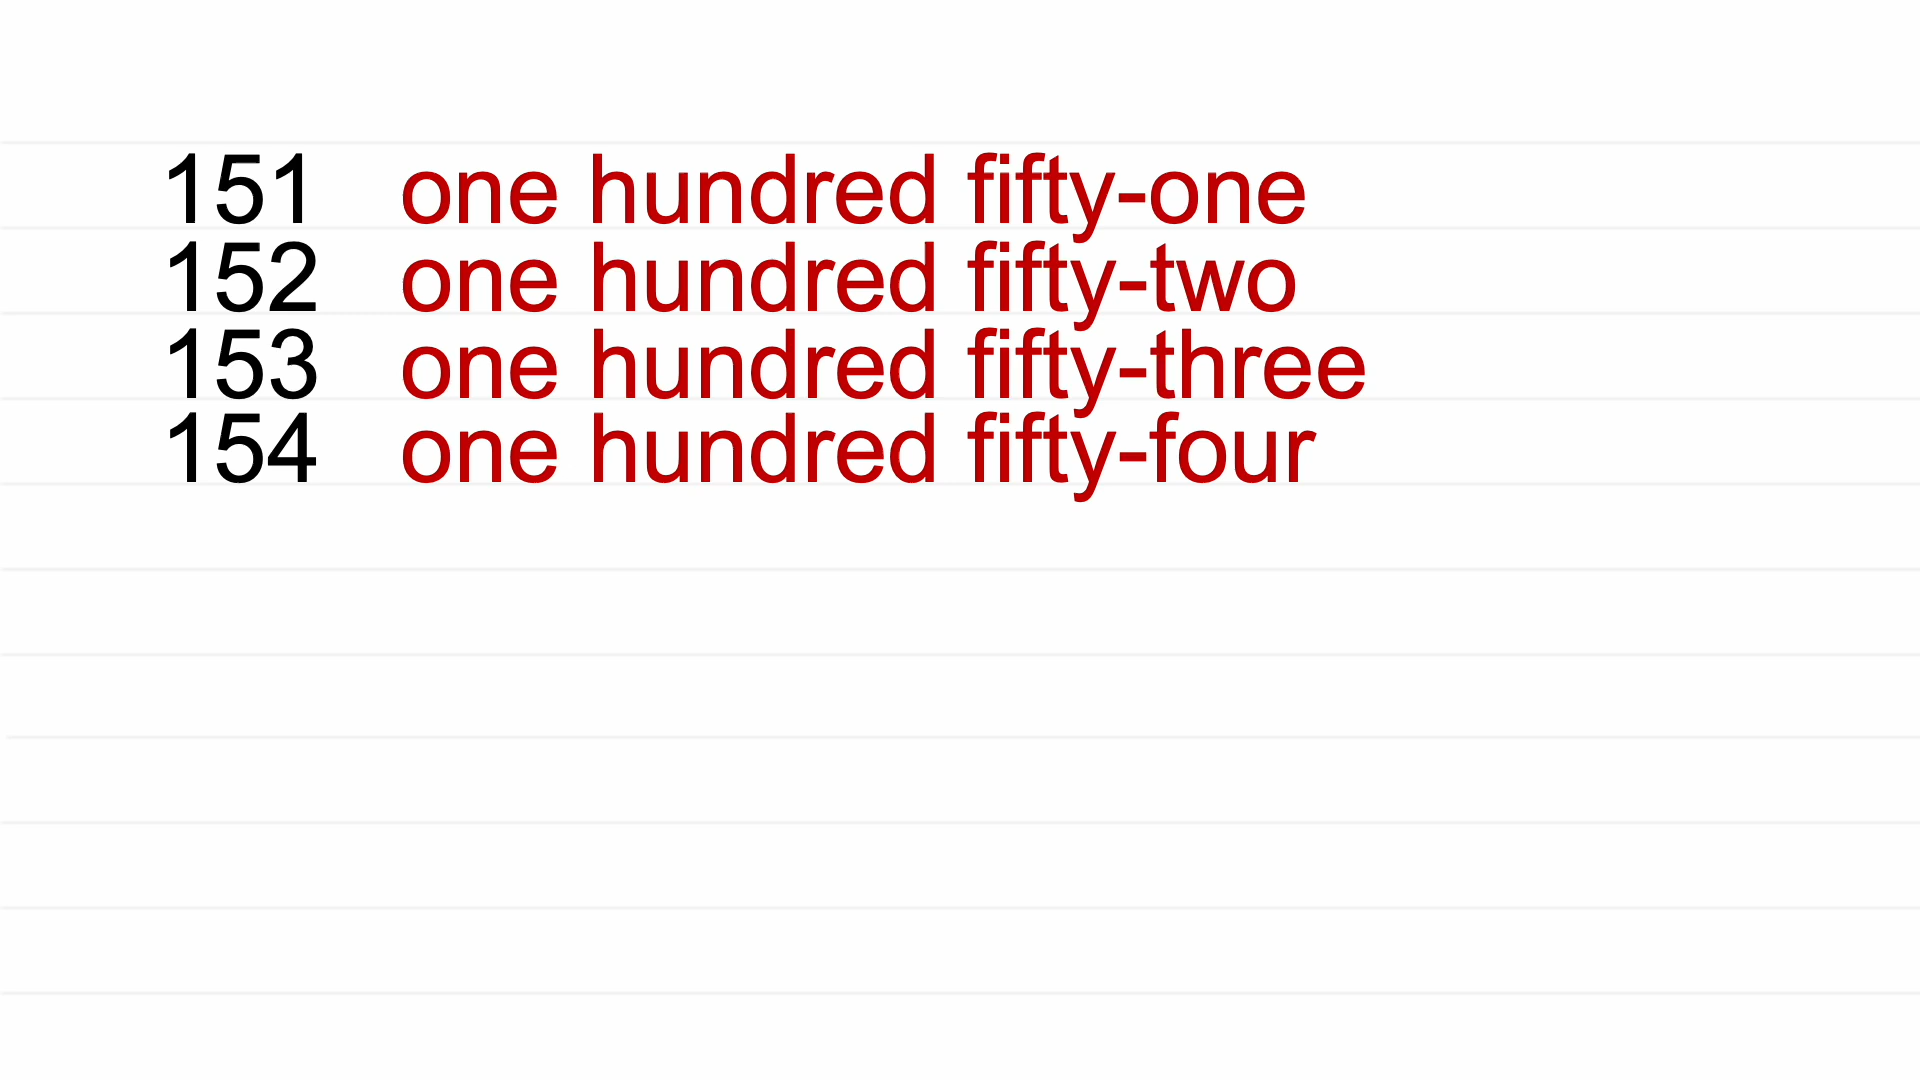 151 one hundred fifty-one
152 one hundred fifty-two
153 one hundred fifty-three
154 one hundred fifty-four